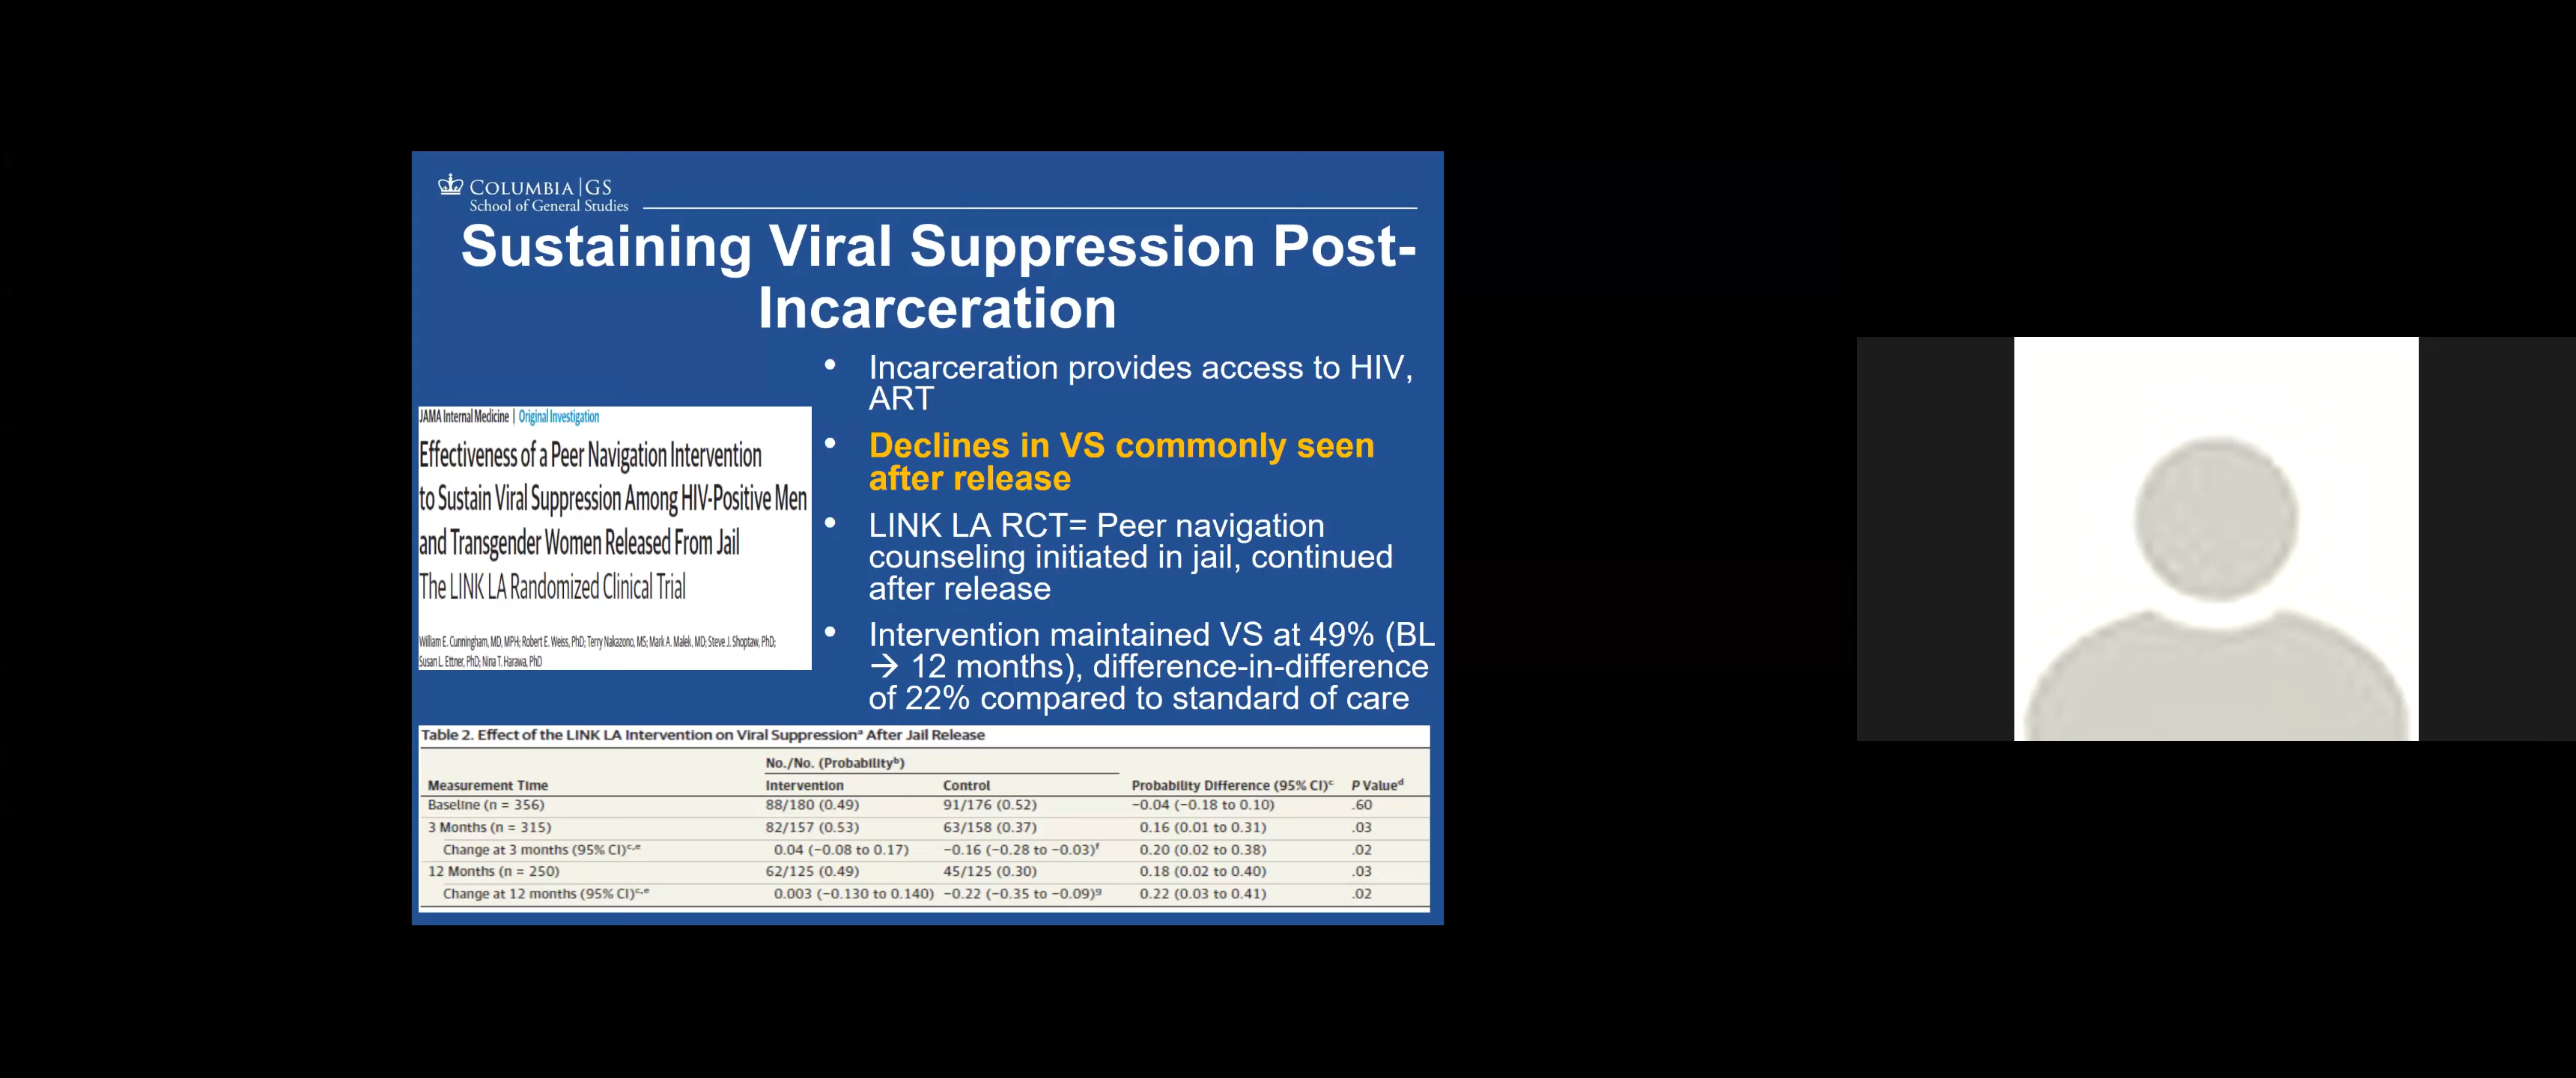 COLUMBIA|GS
School of General Studies
Sustaining Viral Suppression Post-
Incarceration
• Incarceration provides access to HIV,
ART
• Declines in VS commonly seen
after release
• LINK LA RCT= Peer navigation
counseling initiated in jail, continued
after release
• Intervention maintained VS at 49% (BL
→ 12 months), difference-in-difference
of 22% compared to standard of care
JAMA Internal Medicine | Original Investigation
Effectiveness of a Peer Navigation Intervention
to Sustain Viral Suppression Among HIV-Positive Men
and Transgender Women Released From Jail
The LINK LA Randomized Clinical Trial
William E. Cunningham, MD, MPH; Robert E. Weiss, PhD; Terry Nakazono, MS; Mark A. Malek, MD; Steve J. Shoptaw, PhD;
Susan L. Ettner, PhD; Nina T. Harawa, PhD
Table 2. Effect of the LINK LA Intervention on Viral Suppressionᵃ After Jail Release
No./No. (Probabilityᵇ)
Measurement Time Intervention Control Probability Difference (95% CI)ᶜ P Valueᵈ
Baseline (n = 356) 88/180 (0.49) 91/176 (0.52) −0.04 (−0.18 to 0.10) .60
3 Months (n = 315) 82/157 (0.53) 63/158 (0.37) 0.16 (0.01 to 0.31) .03
Change at 3 months (95% CI)ᶜ,ᵉ 0.04 (−0.08 to 0.17) −0.16 (−0.28 to −0.03)ᶠ 0.20 (0.02 to 0.38) .02
12 Months (n = 250) 62/125 (0.49) 45/125 (0.30) 0.18 (0.02 to 0.40) .03
Change at 12 months (95% CI)ᶜ,ᵉ 0.003 (−0.130 to 0.140) −0.22 (−0.35 to −0.09)ᵍ 0.22 (0.03 to 0.41) .02